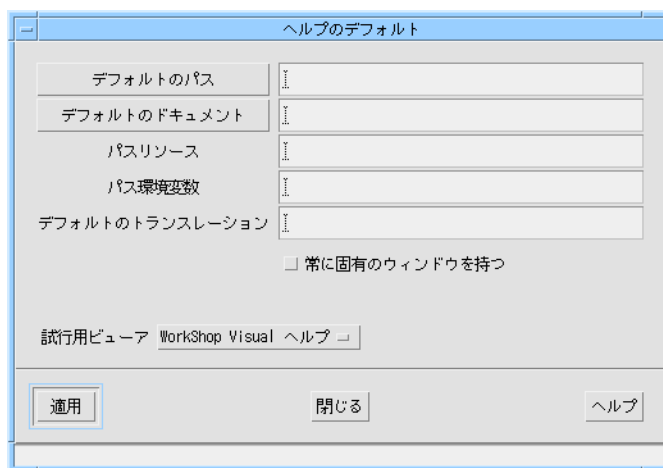 ヘルプのデフォルト
デフォルトのパス
デフォルトのドキュメント
パスリソース
パス環境変数
デフォルトのトランスレーション
常に固有のウィンドウを持つ
試行用ビューア WorkShop Visual ヘルプ
適用 閉じる ヘルプ